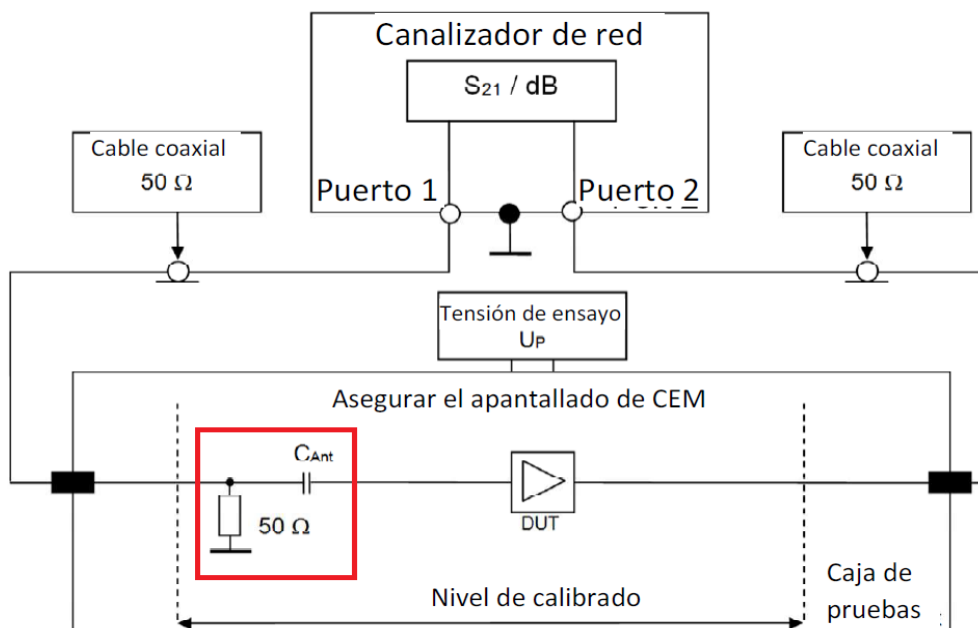 Canalizador de red
S21 / dB
Cable coaxial
50 Ω
Puerto 1
Puerto 2
Cable coaxial
50 Ω
Tensión de ensayo
UP
Asegurar el apantallado de CEM
CAnt
50 Ω
DUT
Nivel de calibrado
Caja de
pruebas